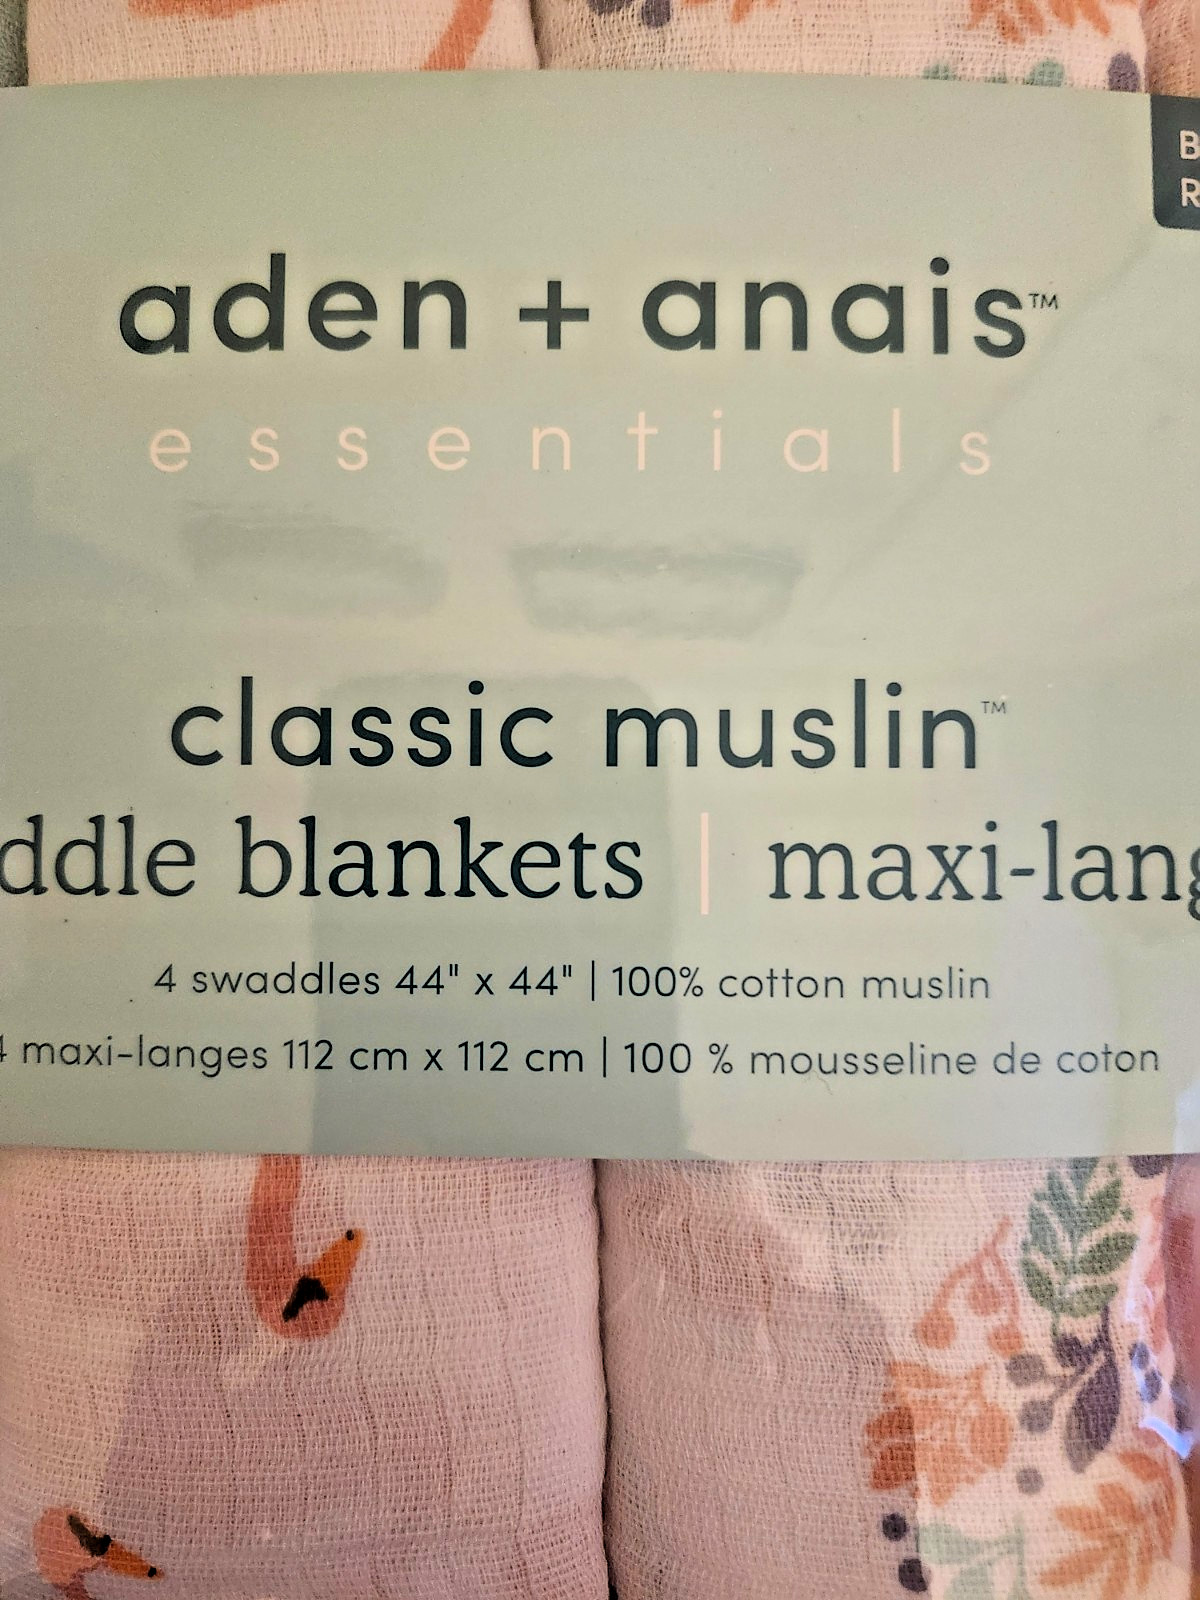 aden + anais™
essentials
classic muslin™
ddle blankets | maxi-lang
4 swaddles 44" x 44" | 100% cotton muslin
4 maxi-langes 112 cm x 112 cm | 100 % mousseline de coton
B
R